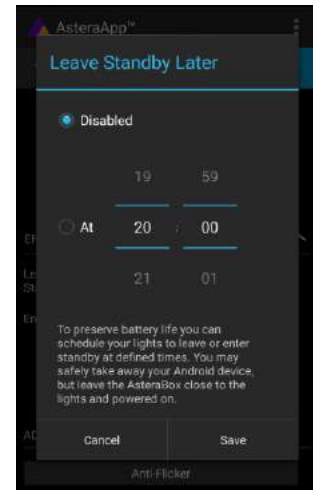 AsteraApp™
Leave Standby Later
Disabled
19 59
At 20 : 00
21 01
To preserve battery life you can
schedule your lights to leave or enter
standby at defined times. You may
safely take away your Android device,
but leave the AsteraBox close to the
lights and powered on.
Cancel Save
Anti-Flicker